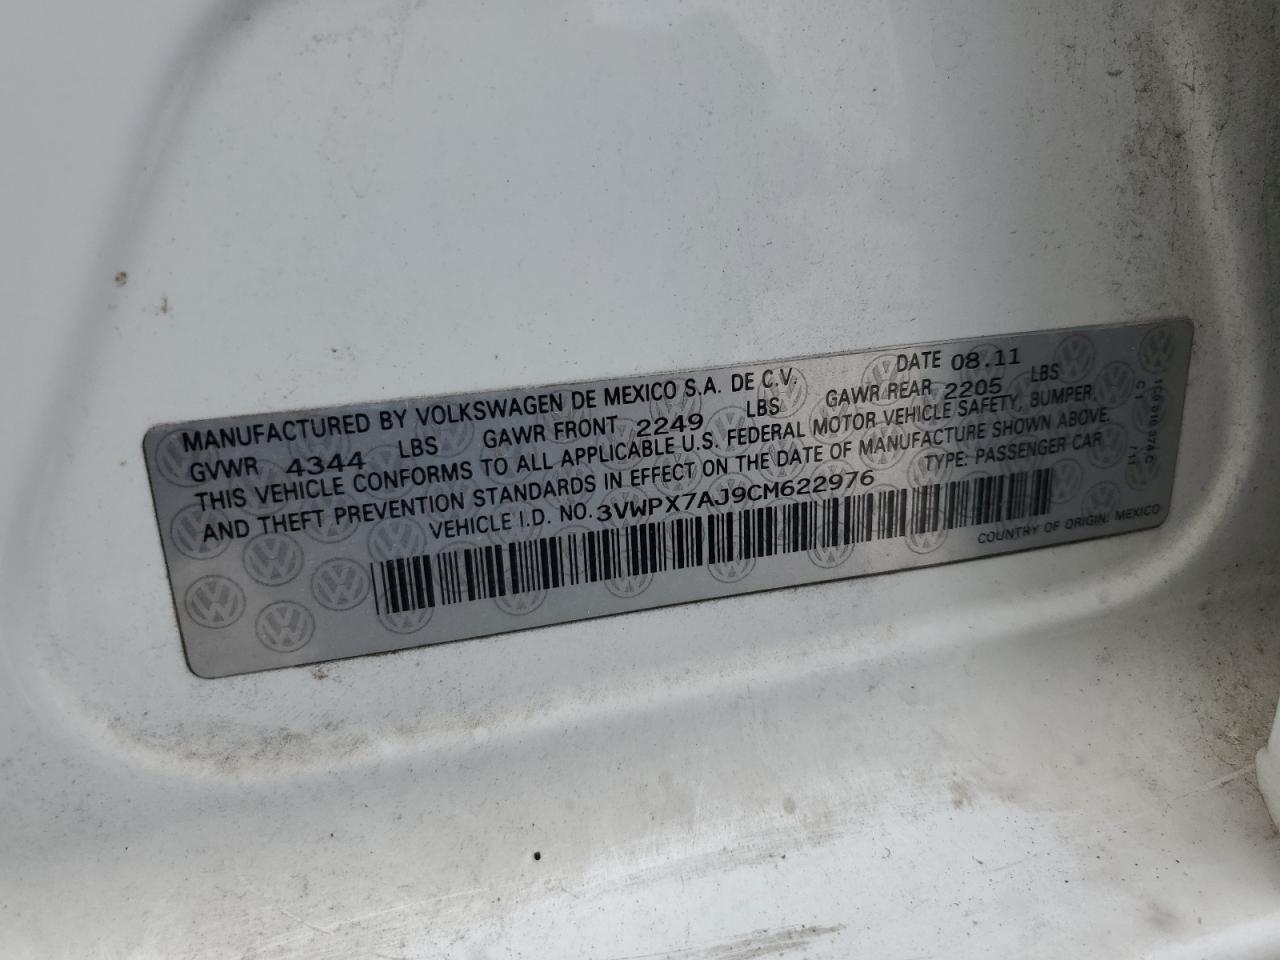 MANUFACTURED BY VOLKSWAGEN DE MEXICO S.A. DE C.V. DATE 08.11
GVWR 4344 LBS GAWR FRONT 2249 LBS GAWR REAR 2205 LBS
THIS VEHICLE CONFORMS TO ALL APPLICABLE U.S. FEDERAL MOTOR VEHICLE SAFETY, BUMPER,
AND THEFT PREVENTION STANDARDS IN EFFECT ON THE DATE OF MANUFACTURE SHOWN ABOVE.
VEHICLE I.D. NO. 3VWPX7AJ9CM622976 TYPE: PASSENGER CAR
COUNTRY OF ORIGIN: MEXICO